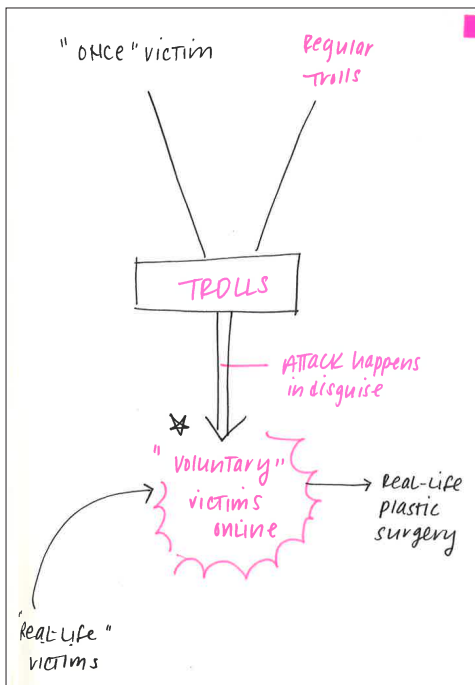 "ONCE" VICTIM
Regular
Trolls
TROLLS
ATTACK happens
in disguise
"VOLUNTARY"
VICTIMS
ONLINE
Real-Life
plastic
surgery
"Real-Life"
VICTIMS